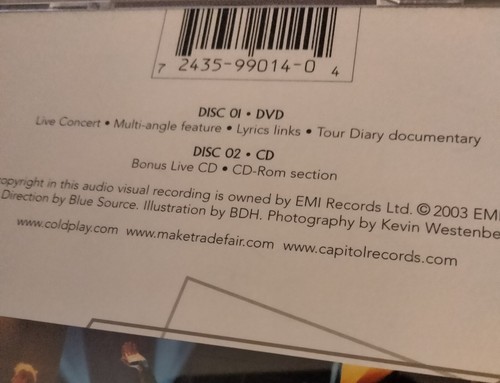 7 2435-99014-0 4
DISC 01 • DVD
Live Concert • Multi-angle feature • Lyrics links • Tour Diary documentary
DISC 02 • CD
Bonus Live CD • CD-Rom section
opyright in this audio visual recording is owned by EMI Records Ltd. © 2003 EMI
Direction by Blue Source. Illustration by BDH. Photography by Kevin Westenbe
www.coldplay.com www.maketradefair.com www.capitolrecords.com